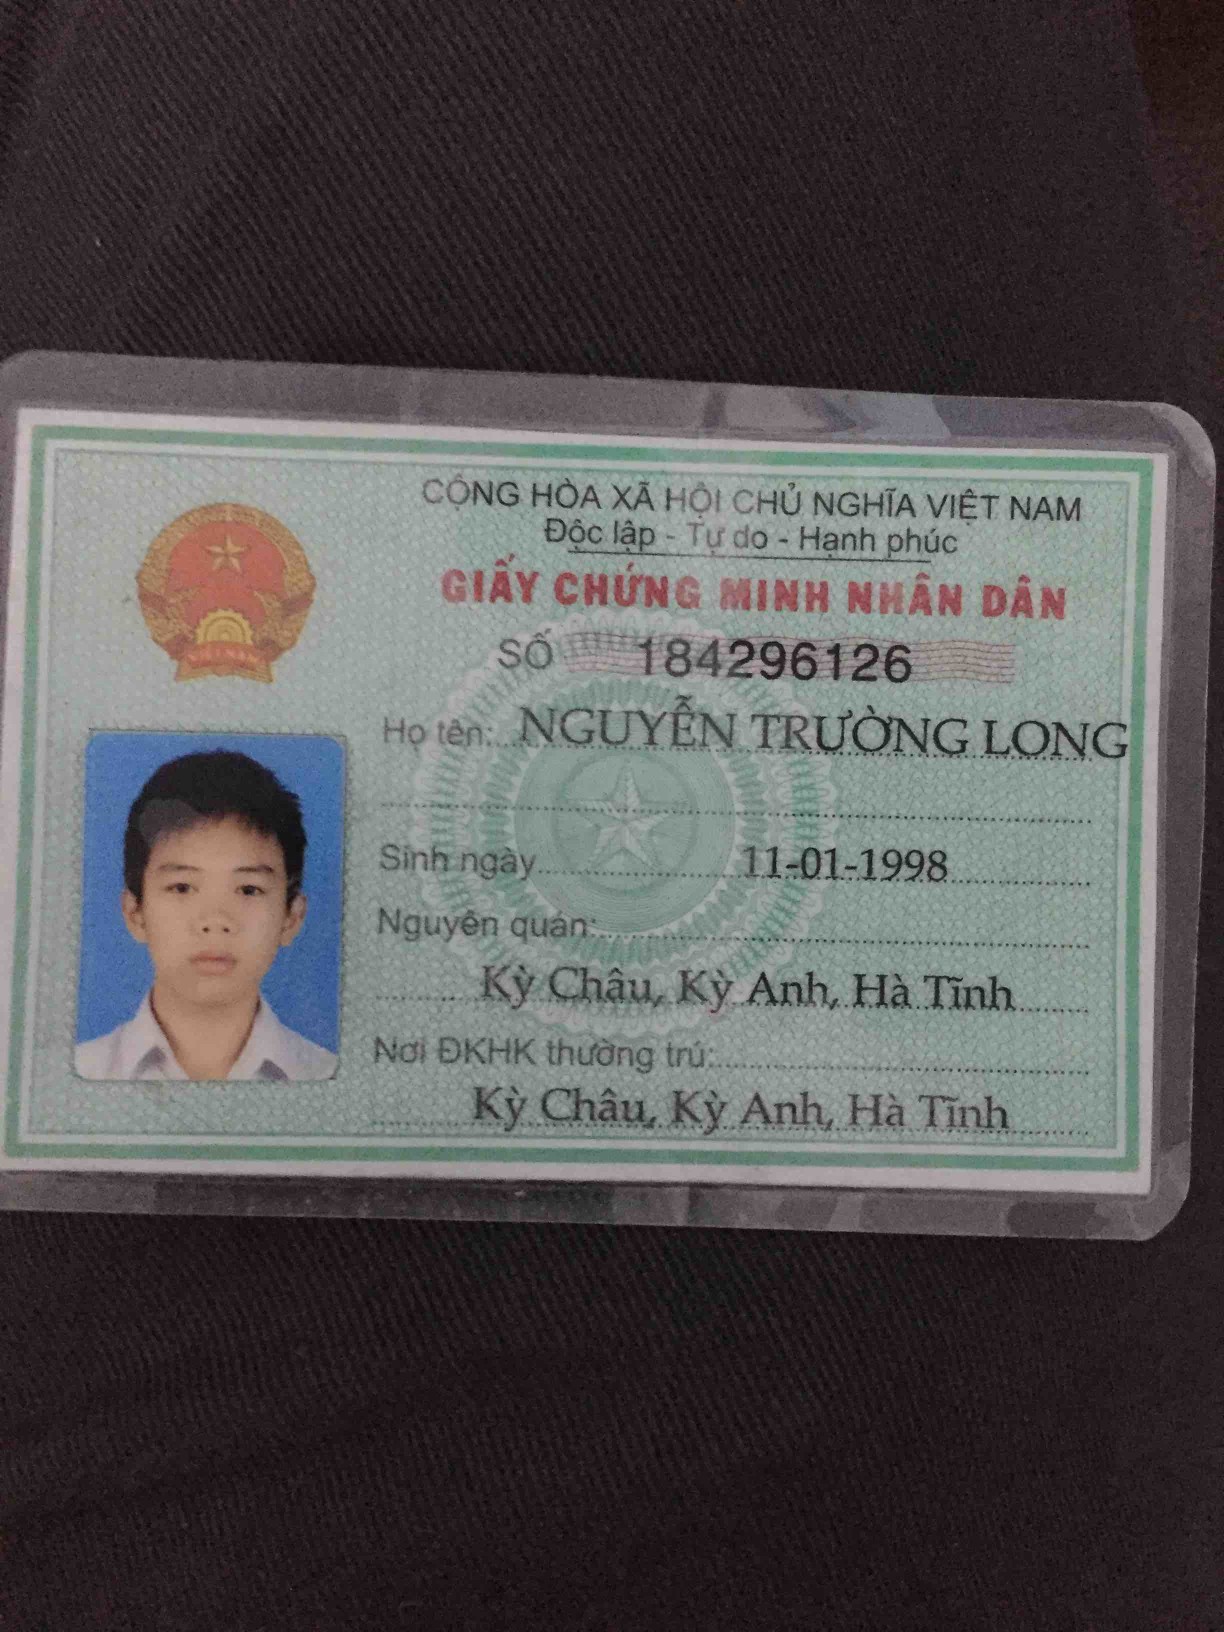 CỘNG HÒA XÃ HỘI CHỦ NGHĨA VIỆT NAM
Độc lập - Tự do - Hạnh phúc
GIẤY CHỨNG MINH NHÂN DÂN
SỐ 184296126
Họ tên: NGUYỄN TRƯỜNG LONG
Sinh ngày 11-01-1998
Nguyên quán:
Kỳ Châu, Kỳ Anh, Hà Tĩnh
Nơi ĐKHK thường trú:
Kỳ Châu, Kỳ Anh, Hà Tĩnh